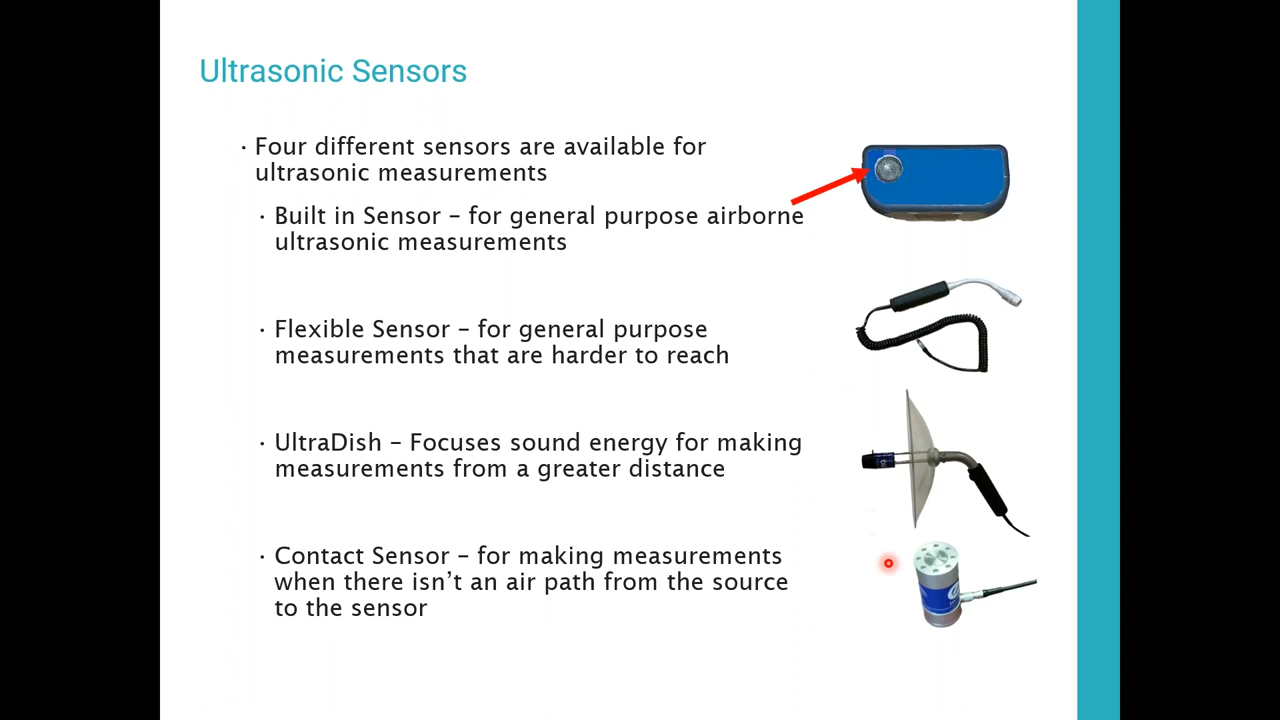 Ultrasonic Sensors
· Four different sensors are available for
ultrasonic measurements
· Built in Sensor – for general purpose airborne
ultrasonic measurements
· Flexible Sensor – for general purpose
measurements that are harder to reach
· UltraDish – Focuses sound energy for making
measurements from a greater distance
· Contact Sensor – for making measurements
when there isn’t an air path from the source
to the sensor